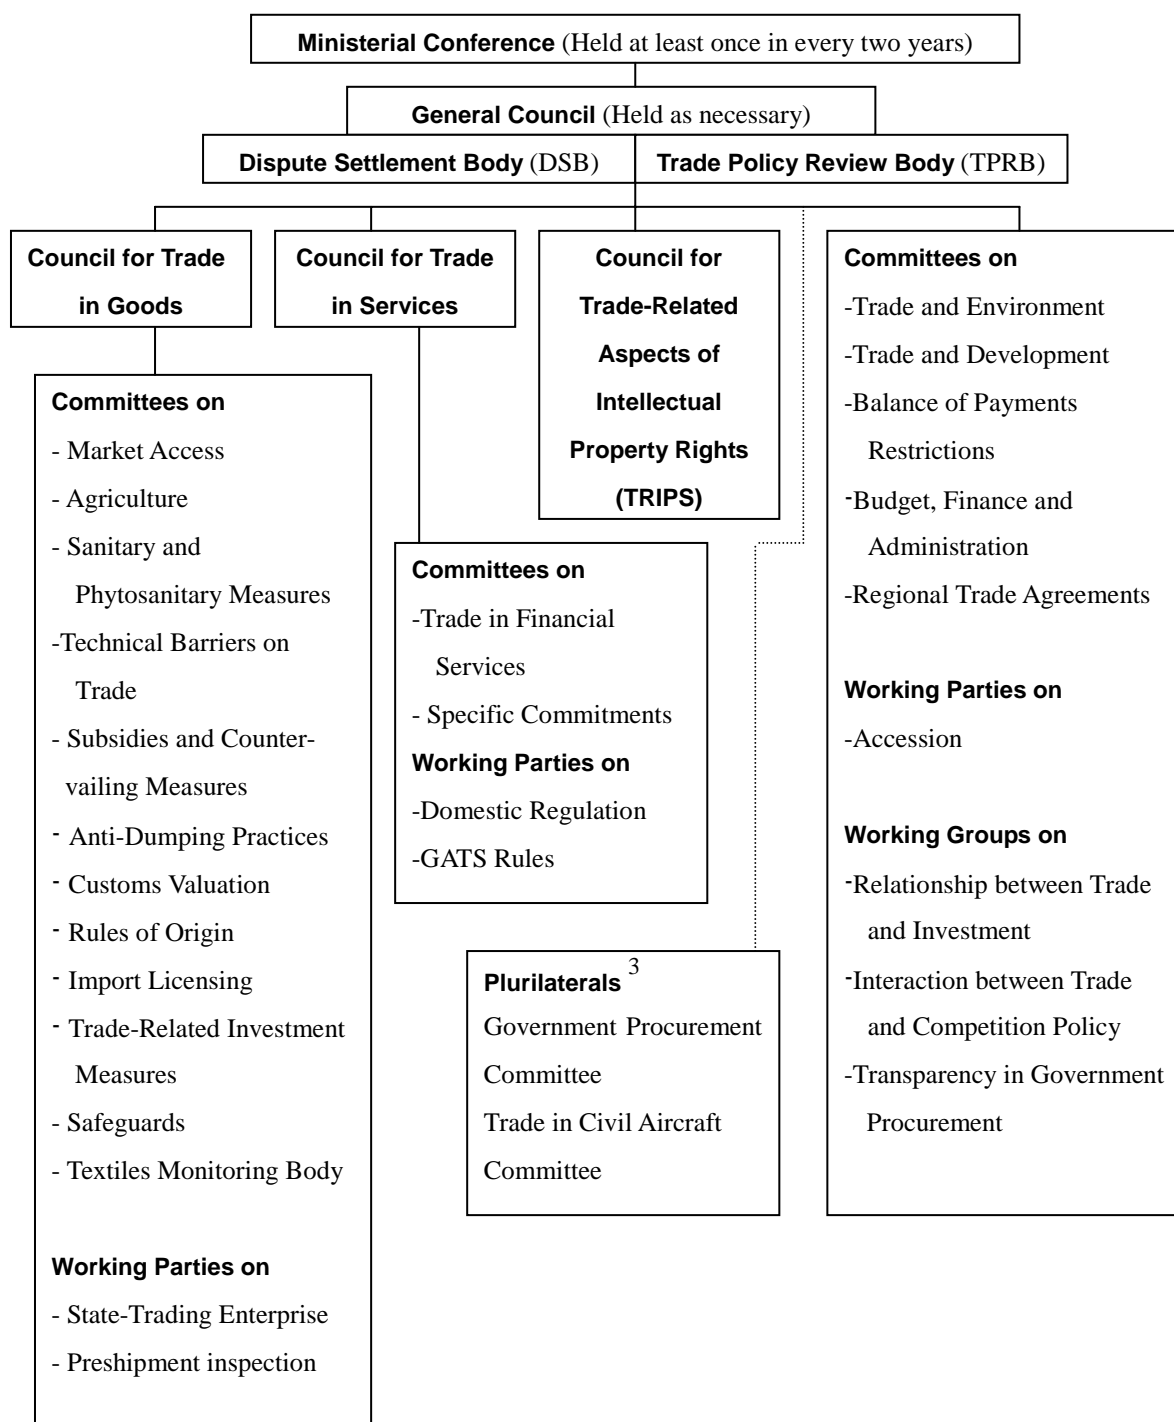 Ministerial Conference (Held at least once in every two years)
General Council (Held as necessary)
Dispute Settlement Body (DSB)
Trade Policy Review Body (TPRB)
Council for Trade
in Goods
Council for Trade
in Services
Council for
Trade-Related
Aspects of
Intellectual
Property Rights
(TRIPS)
Committees on
- Market Access
- Agriculture
- Sanitary and
Phytosanitary Measures
-Technical Barriers on
Trade
- Subsidies and Counter-
vailing Measures
- Anti-Dumping Practices
- Customs Valuation
- Rules of Origin
- Import Licensing
- Trade-Related Investment
Measures
- Safeguards
- Textiles Monitoring Body
Working Parties on
- State-Trading Enterprise
- Preshipment inspection
Committees on
-Trade in Financial
Services
- Specific Commitments
Working Parties on
-Domestic Regulation
-GATS Rules
Plurilaterals 3
Government Procurement
Committee
Trade in Civil Aircraft
Committee
Committees on
-Trade and Environment
-Trade and Development
-Balance of Payments
Restrictions
-Budget, Finance and
Administration
-Regional Trade Agreements
Working Parties on
-Accession
Working Groups on
-Relationship between Trade
and Investment
-Interaction between Trade
and Competition Policy
-Transparency in Government
Procurement